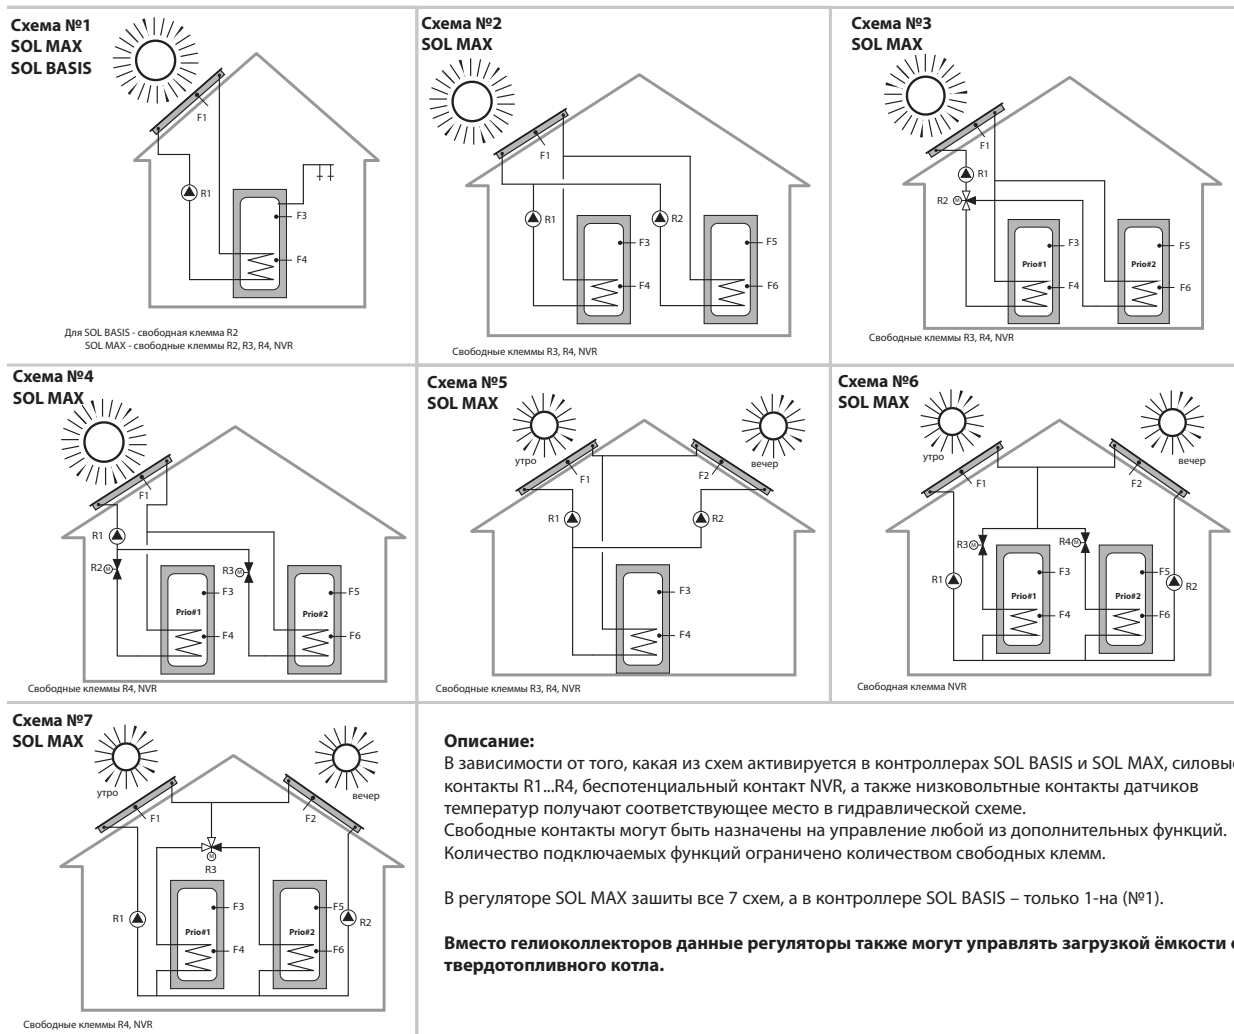 Схема №1
SOL MAX
SOL BASIS
F1
R1
F3
F4
Для SOL BASIS - свободная клемма R2
SOL MAX - свободные клеммы R2, R3, R4, NVR
Схема №2
SOL MAX
F1
R1
R2
F3
F5
F4
F6
Свободные клеммы R3, R4, NVR
Схема №3
SOL MAX
F1
R1
R2
M
F3
F5
Prio#1
Prio#2
F4
F6
Свободные клеммы R3, R4, NVR
Схема №4
SOL MAX
F1
R1
R2
M
R3
M
F3
F5
Prio#1
Prio#2
F4
F6
Свободные клеммы R4, NVR
Схема №5
SOL MAX
утро
вечер
F1
F2
R1
R2
F3
F4
Свободные клеммы R3, R4, NVR
Схема №6
SOL MAX
утро
вечер
F1
F2
R3
M
R4
M
R1
F3
F5
R2
Prio#1
Prio#2
F4
F6
Свободная клемма NVR
Схема №7
SOL MAX
утро
вечер
F1
F2
M
R3
R1
F3
F5
R2
Prio#1
Prio#2
F4
F6
Свободные клеммы R4, NVR
Описание:
В зависимости от того, какая из схем активируется в контроллерах SOL BASIS и SOL MAX, силовые
контакты R1...R4, беспотенциальный контакт NVR, а также низковольтные контакты датчиков
температур получают соответствующее место в гидравлической схеме.
Свободные контакты могут быть назначены на управление любой из дополнительных функций.
Количество подключаемых функций ограничено количеством свободных клемм.
В регуляторе SOL MAX зашиты все 7 схем, а в контроллере SOL BASIS – только 1-на (№1).
Вместо гелиоколлекторов данные регуляторы также могут управлять загрузкой ёмкости
твердотопливного котла.